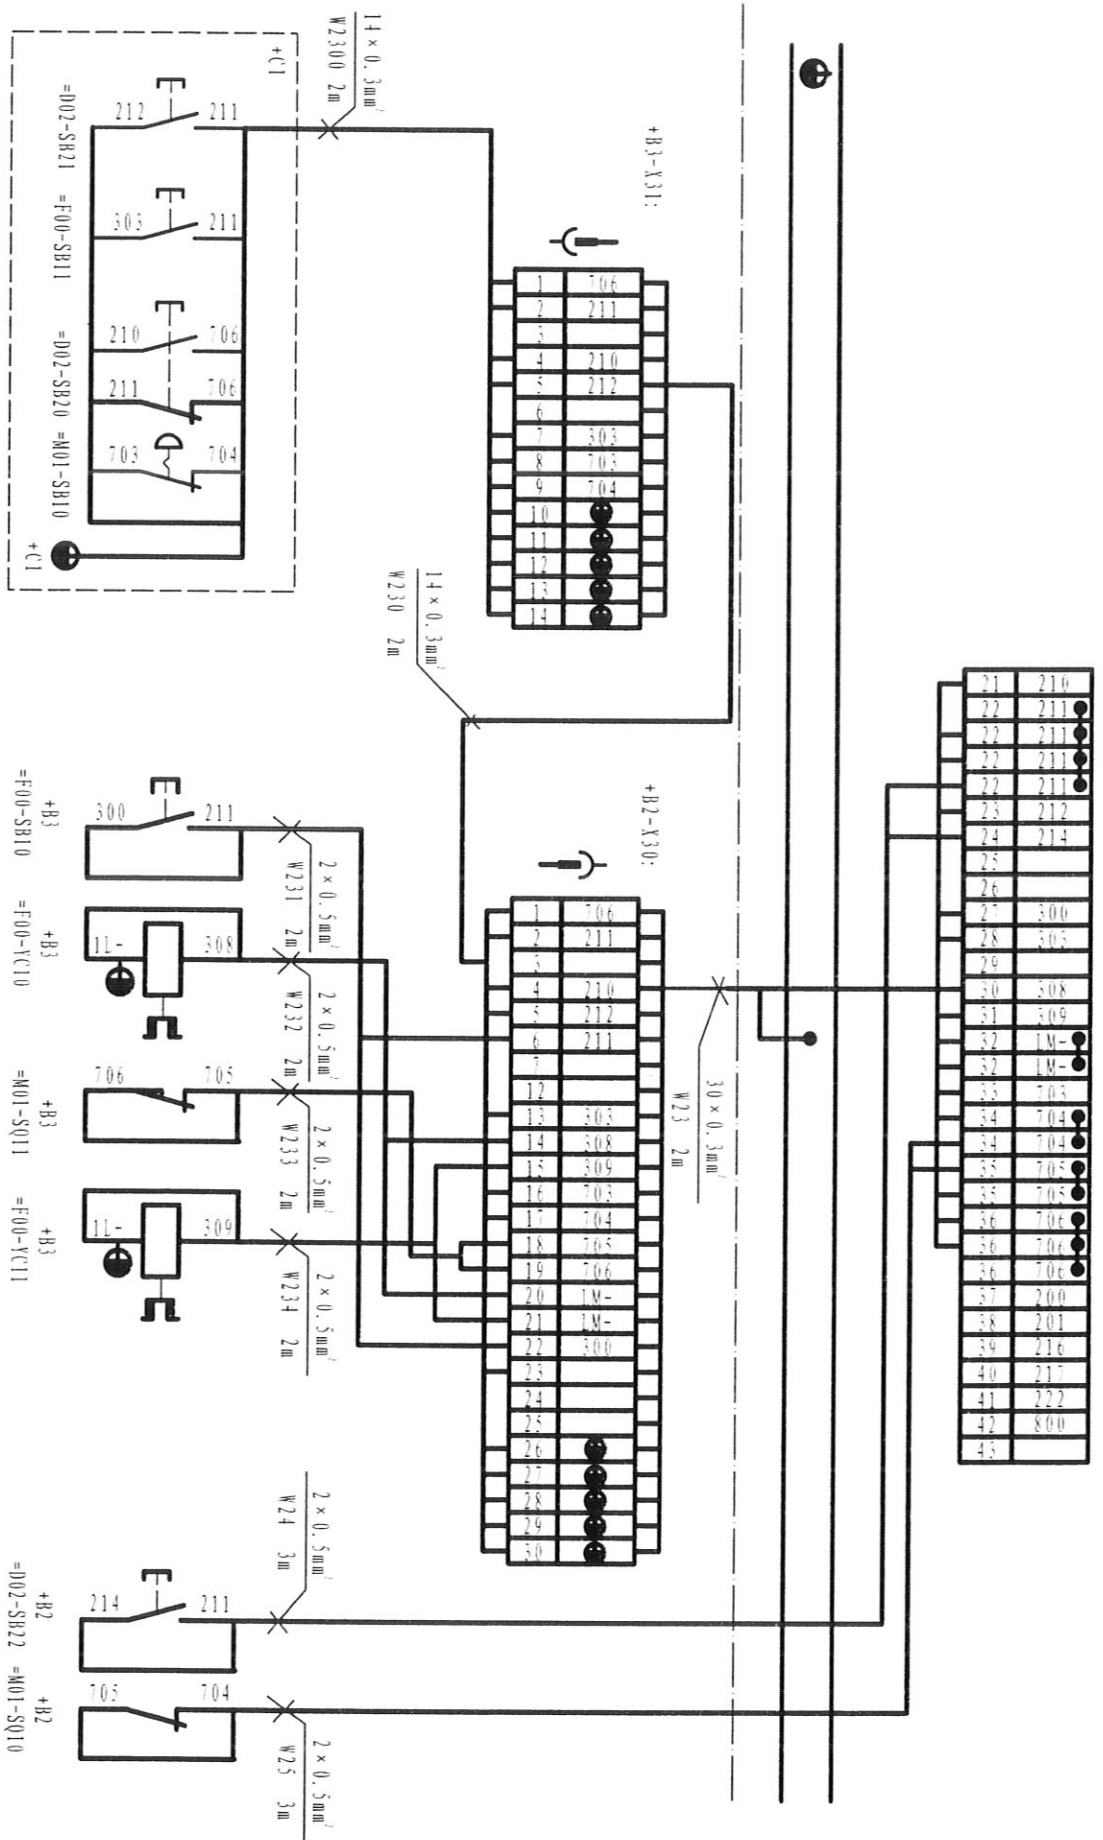 +C1
212 211
=D02-SB21
303 211
=F00-SB11
210 706
211 706
=D02-SB20
703 704
=M01-SB10
+C1
14×0.3mm²
W2300 2m
+B3-X31:
1 706
2 211
3
4 210
5 212
6
7 303
8 703
9 704
10
11
12
13
14
14×0.3mm²
W230 2m
+B2-X30:
1 706
2 211
3
4 210
5 212
6 211
7
12
13 303
14 308
15 309
16 703
17 704
18 705
19 706
20 1M-
21 1M-
22 300
23
24
25
26
27
28
29
30
30×0.3mm²
W23 2m
21 210
22 211
22 211
22 211
22 211
23 212
24 214
25
26
27 300
28 303
29
30 308
31 309
32 1M-
32 1M-
33 703
34 704
34 704
35 705
35 705
36 706
36 706
36 706
37 200
38 201
39 216
40 217
41 222
42 800
43
300 211
+B3
=F00-SB10
2×0.5mm²
W231 2m
1L- 308
+B3
=F00-YC10
2×0.5mm²
W232 2m
706 705
+B3
=M01-SQ11
2×0.5mm²
W233 2m
1L- 309
+B3
=F00-YC11
2×0.5mm²
W234 2m
2×0.5mm²
W24 3m
214 211
+B2
=D02-SB22
705 704
+B2
=M01-SQ10
2×0.5mm²
W25 3m